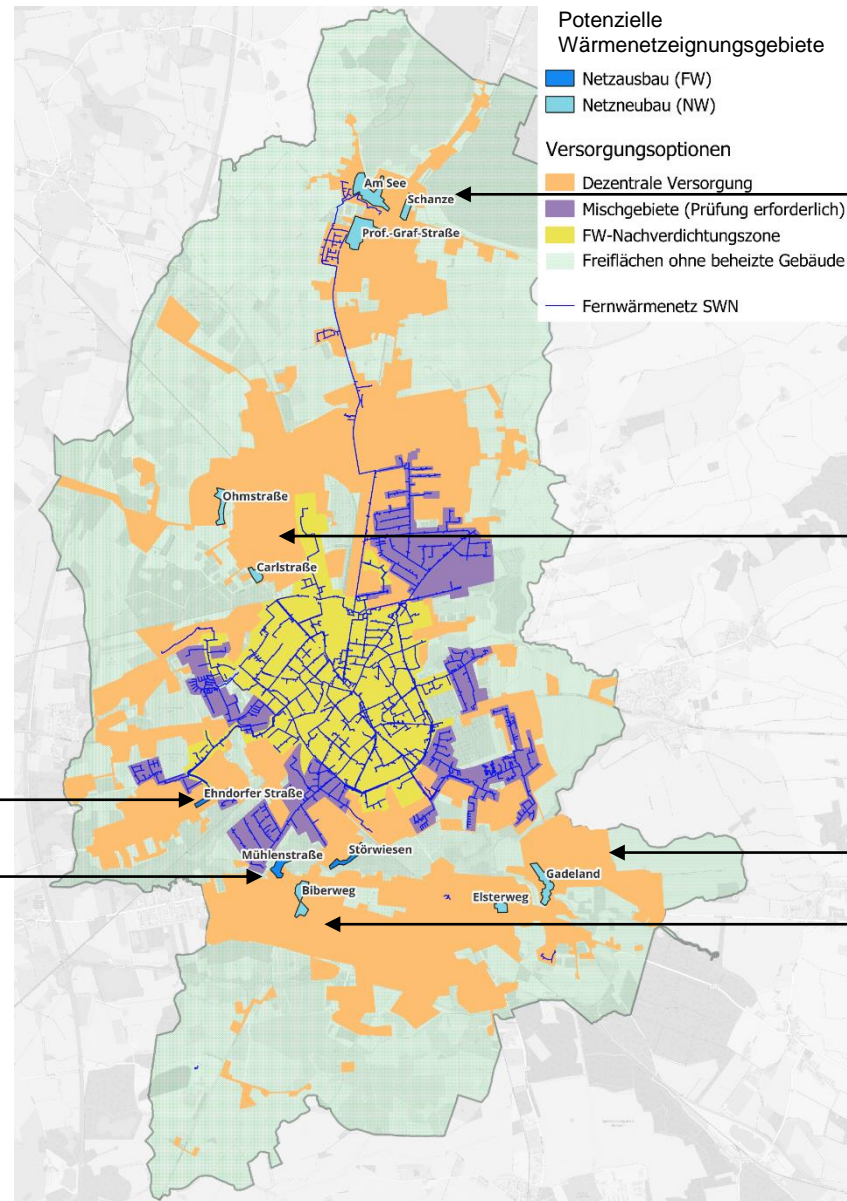 Potenzielle
Wärmenetzeignungsgebiete
Netzausbau (FW)
Netzneubau (NW)
Versorgungsoptionen
Dezentrale Versorgung
Mischgebiete (Prüfung erforderlich)
FW-Nachverdichtungszone
Freiflächen ohne beheizte Gebäude
Fernwärmenetz SWN
Am See
Schanze
Prof.-Graf-Straße
Ohmstraße
Carlstraße
Ehndorfer Straße
Mühlenstraße
Störwiesen
Biberweg
Elsterweg
Gadeland